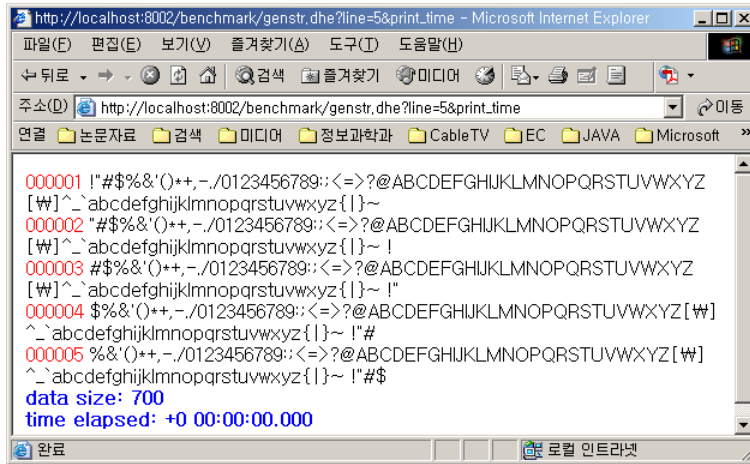 http://localhost:8002/benchmark/genstr.dhe?line=5&print_time - Microsoft Internet Explorer
파일(F) 편집(E) 보기(V) 즐겨찾기(A) 도구(T) 도움말(H)
뒤로 검색 즐겨찾기 미디어
주소(D) http://localhost:8002/benchmark/genstr.dhe?line=5&print_time 이동
연결 논문자료 검색 미디어 정보과학과 CableTV EC JAVA Microsoft »
000001 !"#$%&'()*+,-./0123456789:;<=>?@ABCDEFGHIJKLMNOPQRSTUVWXYZ
[₩]^_`abcdefghijklmnopqrstuvwxyz{|}~
000002 "#$%&'()*+,-./0123456789:;<=>?@ABCDEFGHIJKLMNOPQRSTUVWXYZ
[₩]^_`abcdefghijklmnopqrstuvwxyz{|}~ !
000003 #$%&'()*+,-./0123456789:;<=>?@ABCDEFGHIJKLMNOPQRSTUVWXYZ
[₩]^_`abcdefghijklmnopqrstuvwxyz{|}~ !"
000004 $%&'()*+,-./0123456789:;<=>?@ABCDEFGHIJKLMNOPQRSTUVWXYZ[₩]
^_`abcdefghijklmnopqrstuvwxyz{|}~ !"#
000005 %&'()*+,-./0123456789:;<=>?@ABCDEFGHIJKLMNOPQRSTUVWXYZ[₩]
^_`abcdefghijklmnopqrstuvwxyz{|}~ !"#$
data size: 700
time elapsed: +0 00:00:00.000
완료 로컬 인트라넷